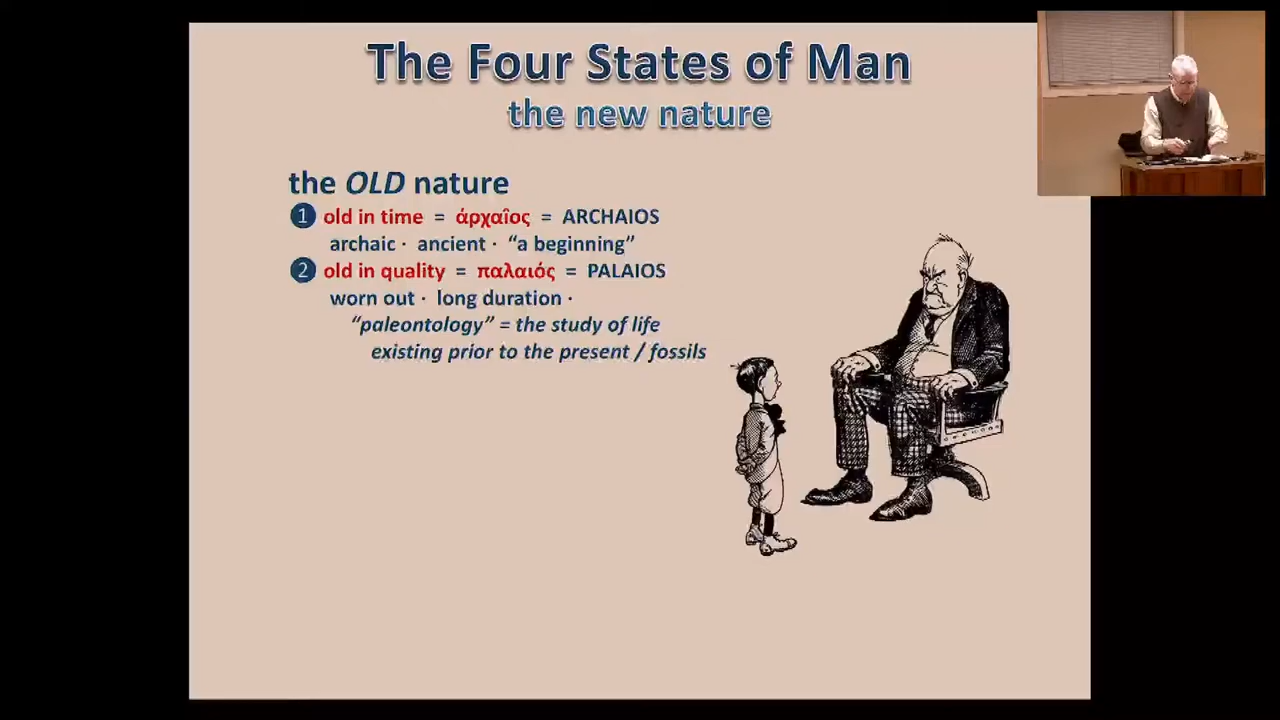 The Four States of Man
the new nature
the OLD nature
1 old in time = ἀρχαῖος = ARCHAIOS
archaic · ancient · “a beginning”
2 old in quality = παλαιός = PALAIOS
worn out · long duration ·
“paleontology” = the study of life
existing prior to the present / fossils